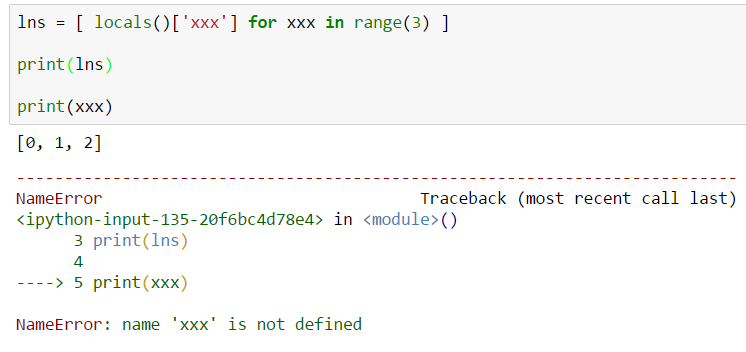 lns = [ locals()['xxx'] for xxx in range(3) ]
print(lns)
print(xxx)
[0, 1, 2]
---------------------------------------------------------------------------
NameError                                 Traceback (most recent call last)
<ipython-input-135-20f6bc4d78e4> in <module>()
      3 print(lns)
      4
----> 5 print(xxx)
NameError: name 'xxx' is not defined